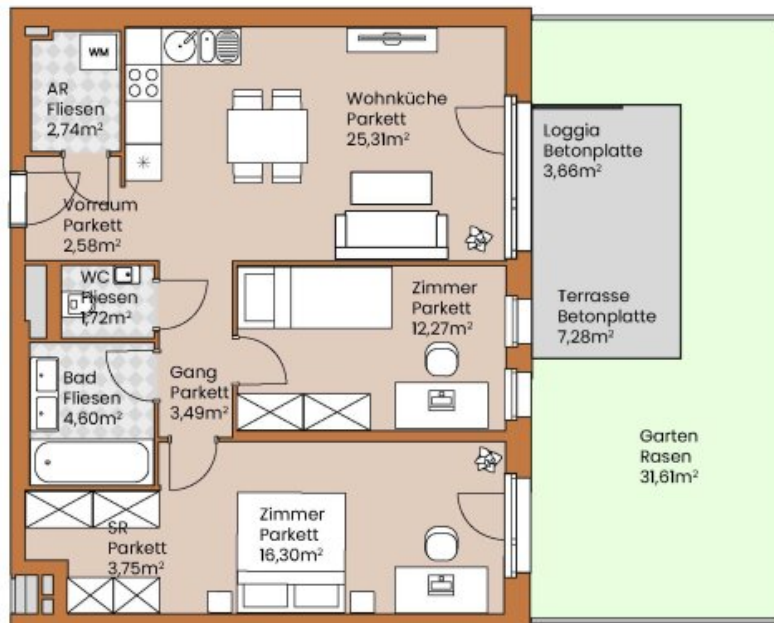 WM
AR
Fliesen
2,74m²
Wohnküche
Parkett
25,31m²
Loggia
Betonplatte
3,66m²
Vorraum
Parkett
2,58m²
WC
Fliesen
1,72m²
Zimmer
Parkett
12,27m²
Terrasse
Betonplatte
7,28m²
Bad
Fliesen
4,60m²
Gang
Parkett
3,49m²
Garten
Rasen
31,61m²
SR
Parkett
3,75m²
Zimmer
Parkett
16,30m²